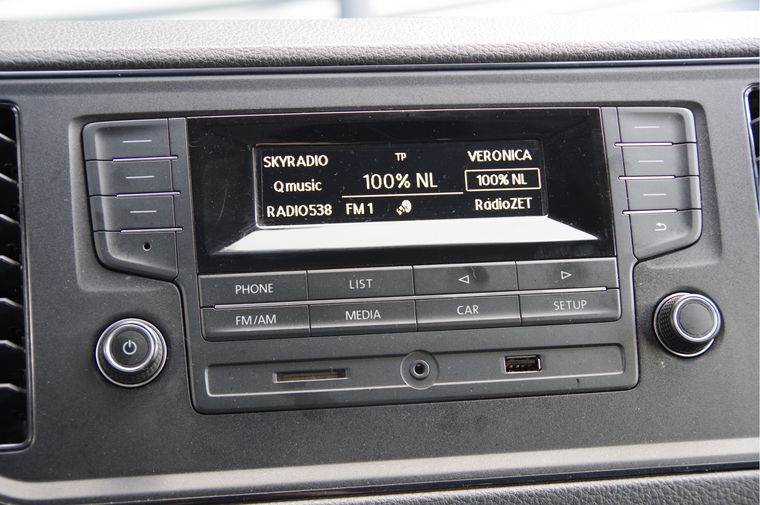 SKYRADIO TP VERONICA
Qmusic 100% NL 100% NL
RADIO538 FM1 RádioZET
PHONE LIST
FM/AM MEDIA CAR SETUP